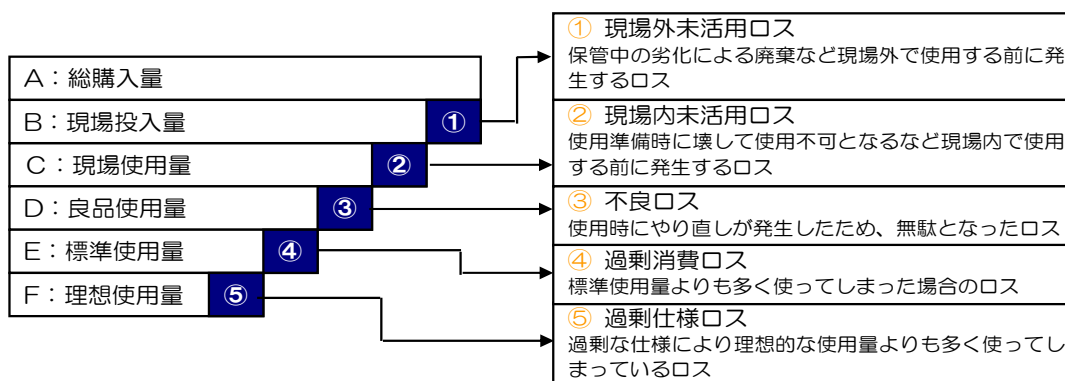 A：総購入量
B：現場投入量 ①
C：現場使用量 ②
D：良品使用量 ③
E：標準使用量 ④
F：理想使用量 ⑤
① 現場外未活用ロス
保管中の劣化による廃棄など現場外で使用する前に発
生するロス
② 現場内未活用ロス
使用準備時に壊して使用不可となるなど現場内で使用
する前に発生するロス
③ 不良ロス
使用時にやり直しが発生したため、無駄となったロス
④ 過剰消費ロス
標準使用量よりも多く使ってしまった場合のロス
⑤ 過剰仕様ロス
過剰な仕様により理想的な使用量よりも多く使ってし
まっているロス